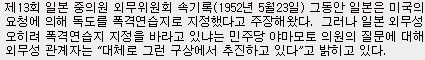 제13회 일본 중의원 외무위원회 속기록(1952년 5월23일) 그동안 일본은 미국의
요청에 의해 독도를 폭격연습지로 지정했다고 주장해왔다. 그러나 일본 외무성
오히려 폭격연습지 지정을 바라고 있냐는 민주당 야마모토 의원의 질문에 대해
외무성 관계자는 “대체로 그런 구상에서 추진하고 있다”고 밝히고 있다.